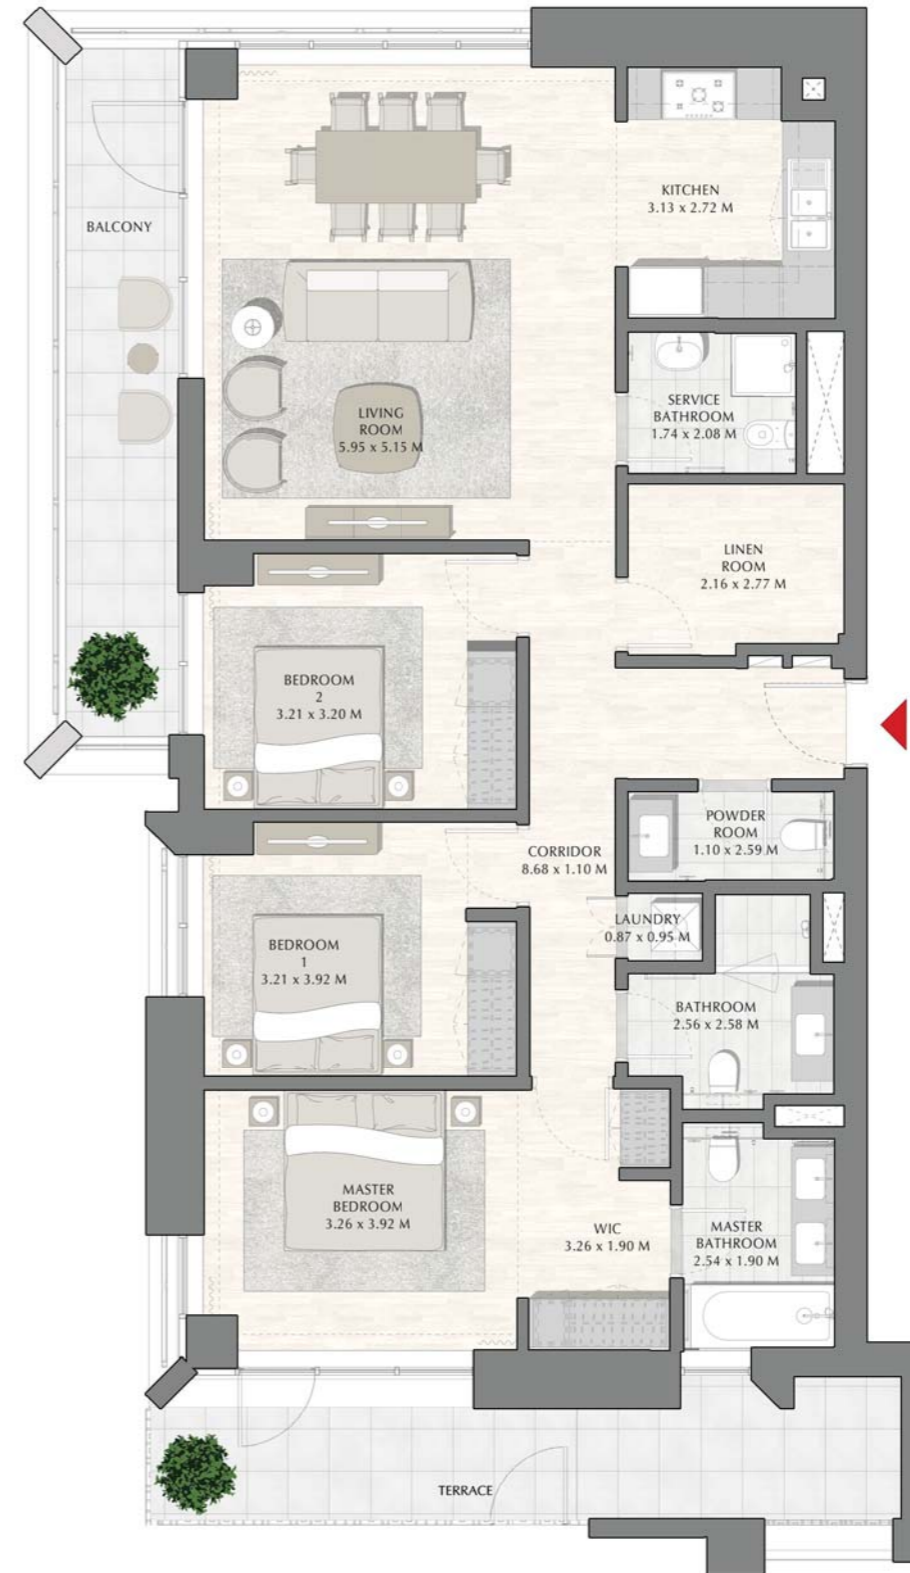 KITCHEN
3.13 x 2.72 M
BALCONY
SERVICE
BATHROOM
1.74 x 2.08 M
LIVING
ROOM
5.95 x 5.15 M
LINEN
ROOM
2.16 x 2.77 M
BEDROOM
2
3.21 x 3.20 M
POWDER
ROOM
1.10 x 2.59 M
CORRIDOR
8.68 x 1.10 M
LAUNDRY
0.87 x 0.95 M
BEDROOM
1
3.21 x 3.92 M
BATHROOM
2.56 x 2.58 M
MASTER
BEDROOM
3.26 x 3.92 M
WIC
3.26 x 1.90 M
MASTER
BATHROOM
2.54 x 1.90 M
TERRACE